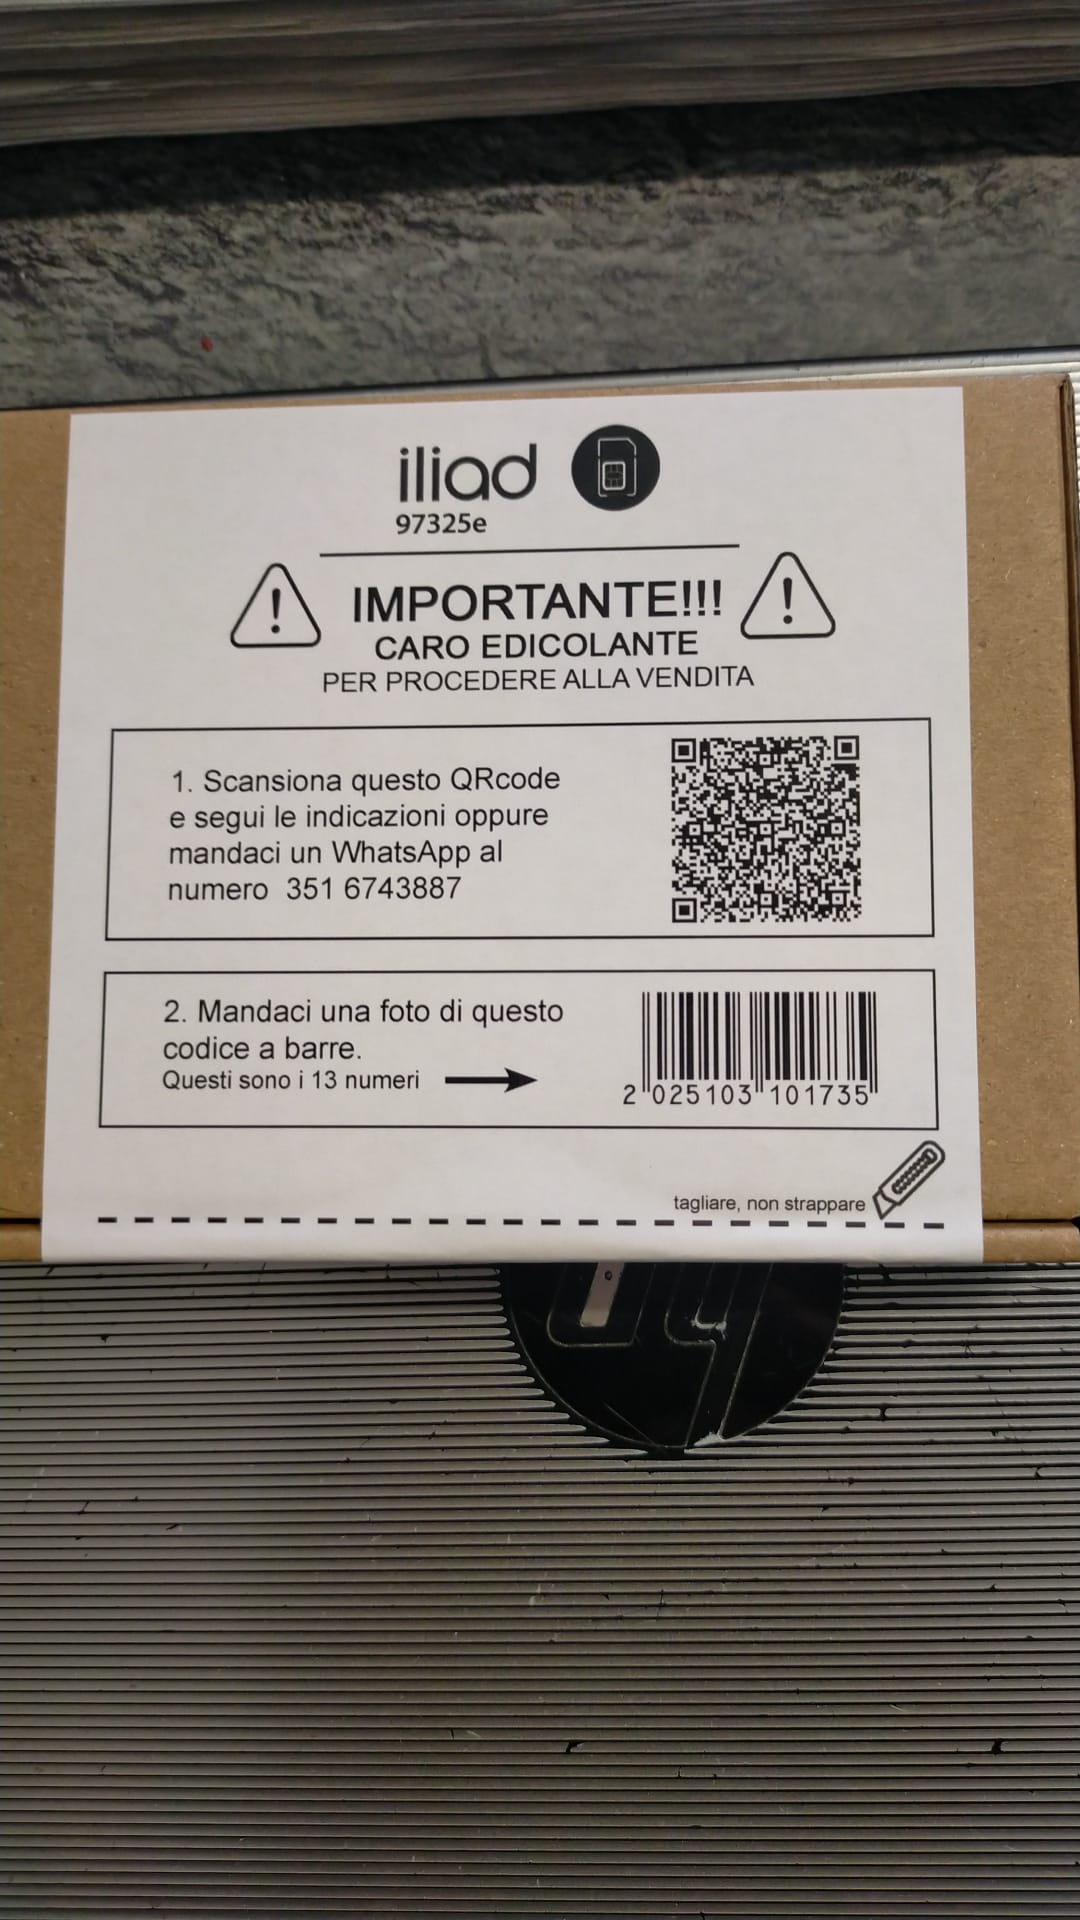 iliad
97325e
IMPORTANTE!!!
CARO EDICOLANTE
PER PROCEDERE ALLA VENDITA
1. Scansiona questo QRcode
e segui le indicazioni oppure
mandaci un WhatsApp al
numero 351 6743887
2. Mandaci una foto di questo
codice a barre.
Questi sono i 13 numeri
2 025103 101735
tagliare, non strappare